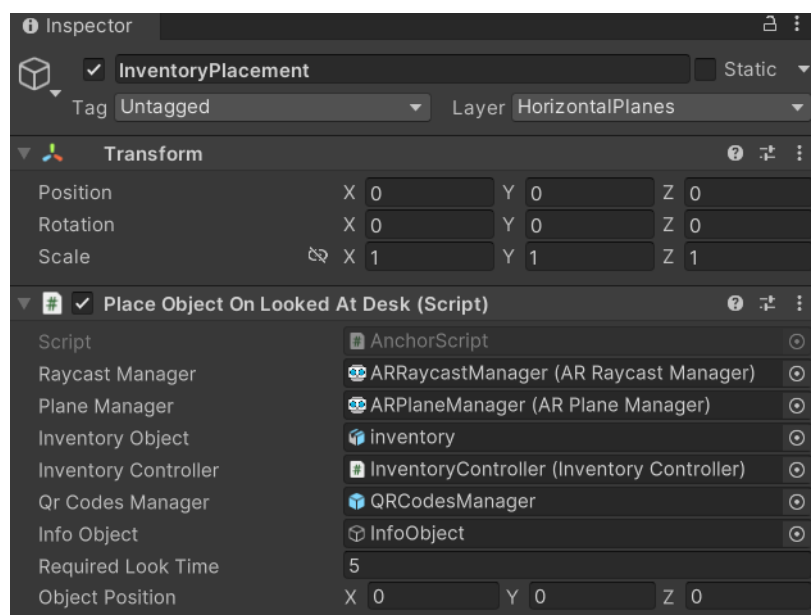 Inspector
InventoryPlacement Static
Tag Untagged Layer HorizontalPlanes
Transform
Position X 0 Y 0 Z 0
Rotation X 0 Y 0 Z 0
Scale X 1 Y 1 Z 1
# Place Object On Looked At Desk (Script)
Script # AnchorScript
Raycast Manager ARRaycastManager (AR Raycast Manager)
Plane Manager ARPlaneManager (AR Plane Manager)
Inventory Object inventory
Inventory Controller # InventoryController (Inventory Controller)
Qr Codes Manager QRCodesManager
Info Object InfoObject
Required Look Time 5
Object Position X 0 Y 0 Z 0